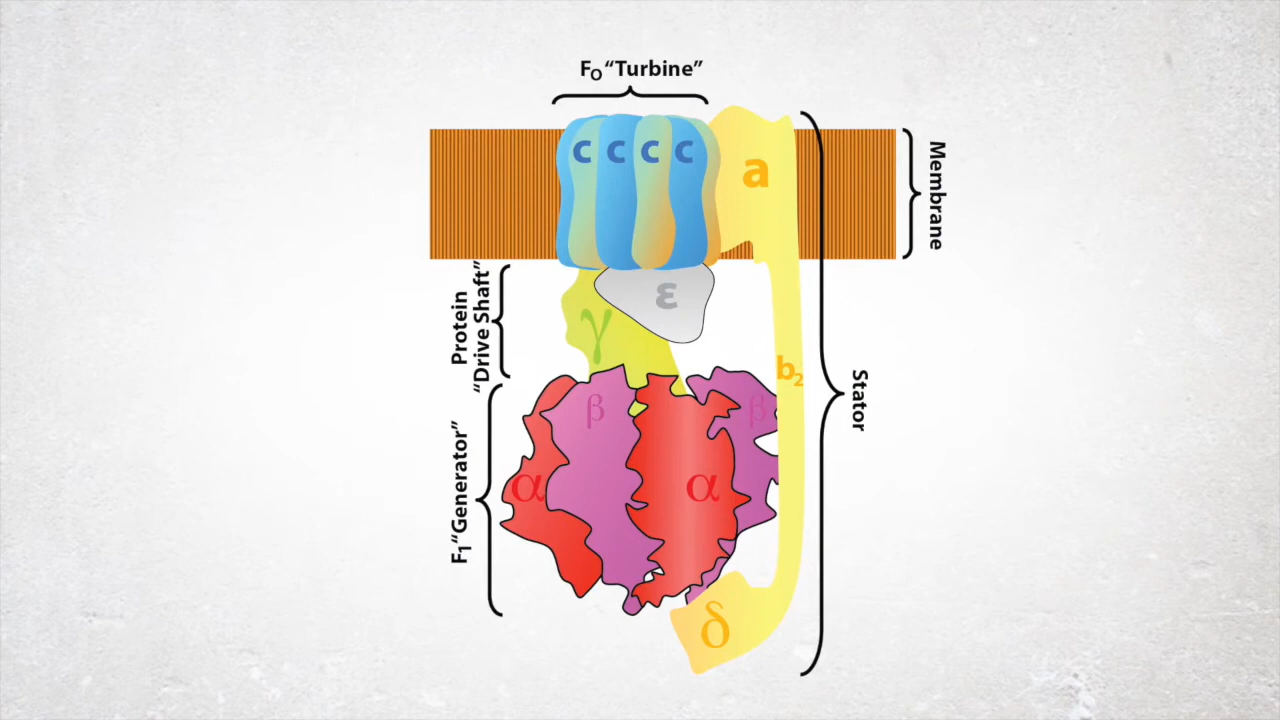 Fo “Turbine”
c c c c
a
Membrane
Protein
“Drive Shaft”
ε
γ
b2
Stator
β
β
F1“Generator”
α
α
δ